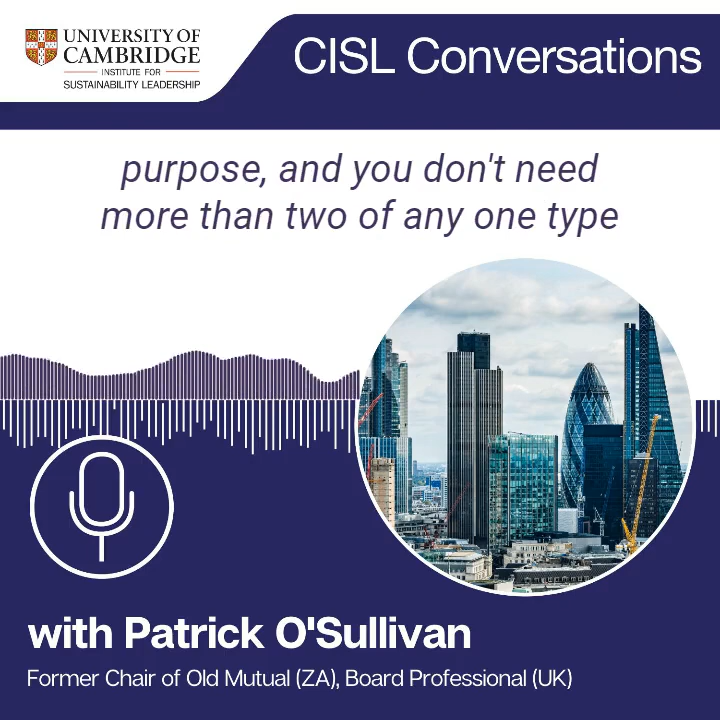 UNIVERSITY OF
CAMBRIDGE
INSTITUTE FOR
SUSTAINABILITY LEADERSHIP
CISL Conversations
purpose, and you don't need
more than two of any one type
with Patrick O'Sullivan
Former Chair of Old Mutual (ZA), Board Professional (UK)